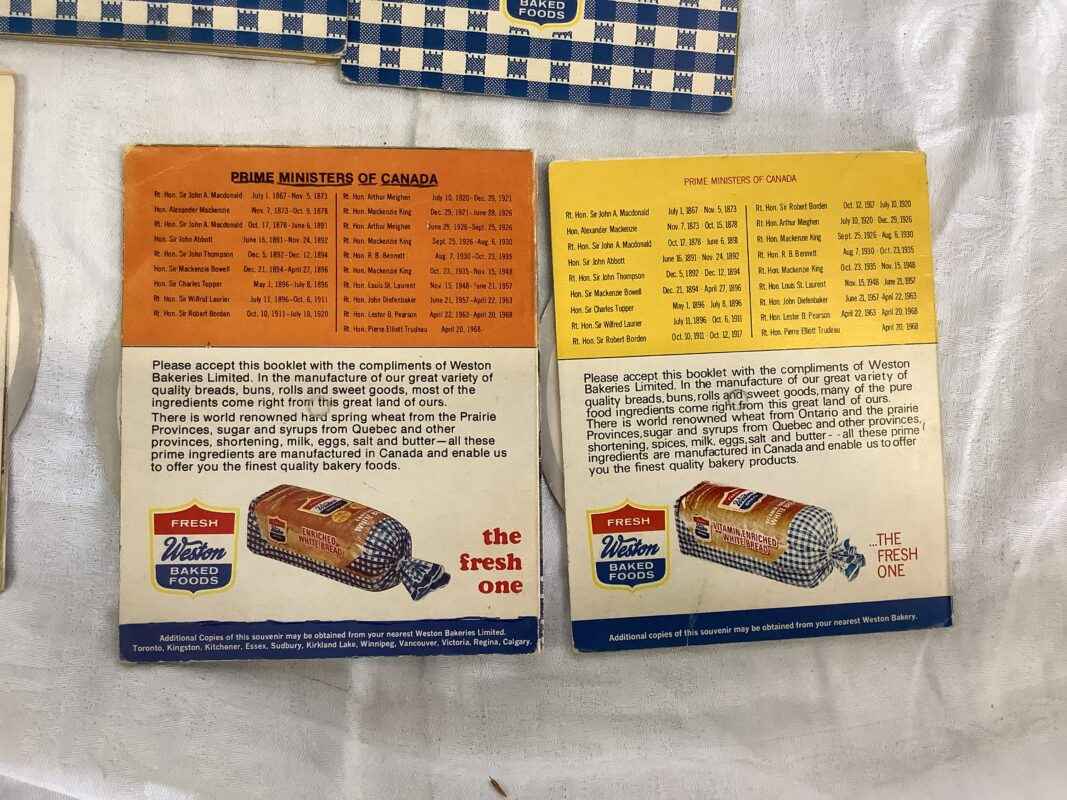 BAKED
FOODS
PRIME MINISTERS OF CANADA
Rt. Hon. Sir John A. Macdonald July 1, 1867 - Nov. 5, 1873
Hon. Alexander Mackenzie Nov. 7, 1873 - Oct. 9, 1878
Rt. Hon. Sir John A. Macdonald Oct. 17, 1878 - June 6, 1891
Hon. Sir John Abbott June 16, 1891 - Nov. 24, 1892
Rt. Hon. Sir John Thompson Dec. 5, 1892 - Dec. 12, 1894
Hon. Sir Mackenzie Bowell Dec. 21, 1894 - April 27, 1896
Hon. Sir Charles Tupper May 1, 1896 - July 8, 1896
Rt. Hon. Sir Wilfrid Laurier July 11, 1896 - Oct. 6, 1911
Rt. Hon. Sir Robert Borden Oct. 10, 1911 - July 10, 1920
Rt. Hon. Arthur Meighen July 10, 1920 - Dec. 29, 1921
Rt. Hon. Mackenzie King Dec. 29, 1921 - June 28, 1926
Rt. Hon. Arthur Meighen June 29, 1926 - Sept. 25, 1926
Rt. Hon. Mackenzie King Sept. 25, 1926 - Aug. 6, 1930
Rt. Hon. R. B. Bennett Aug. 7, 1930 - Oct. 23, 1935
Rt. Hon. Mackenzie King Oct. 23, 1935 - Nov. 15, 1948
Rt. Hon. Louis St. Laurent Nov. 15, 1948 - June 21, 1957
Rt. Hon. John Diefenbaker June 21, 1957 - April 22, 1963
Rt. Hon. Lester B. Pearson April 22, 1963 - April 20, 1968
Rt. Hon. Pierre Elliott Trudeau April 20, 1968 -
Please accept this booklet with the compliments of Weston
Bakeries Limited. In the manufacture of our great variety of
quality breads, buns, rolls and sweet goods, most of the
ingredients come right from this great land of ours.
There is world renowned hard spring wheat from the Prairie
Provinces, sugar and syrups from Quebec and other
provinces, shortening, milk, eggs, salt and butter—all these
prime ingredients are manufactured in Canada and enable us
to offer you the finest quality bakery foods.
FRESH
Weston
BAKED
FOODS
ENRICHED
WHITE BREAD
the
fresh
one
Additional Copies of this souvenir may be obtained from your nearest Weston Bakeries Limited.
Toronto, Kingston, Kitchener, Essex, Sudbury, Kirkland Lake, Winnipeg, Vancouver, Victoria, Regina, Calgary.
PRIME MINISTERS OF CANADA
Rt. Hon. Sir John A. Macdonald July 1, 1867 - Nov. 5, 1873
Hon. Alexander Mackenzie Nov. 7, 1873 - Oct. 15, 1878
Rt. Hon. Sir John A. Macdonald Oct. 17, 1878 - June 6, 1891
Hon. Sir John Abbott June 16, 1891 - Nov. 24, 1892
Rt. Hon. Sir John Thompson Dec. 5, 1892 - Dec. 12, 1894
Hon. Sir Mackenzie Bowell Dec. 21, 1894 - April 27, 1896
Hon. Sir Charles Tupper May 1, 1896 - July 8, 1896
Rt. Hon. Sir Wilfred Laurier July 11, 1896 - Oct. 6, 1911
Rt. Hon. Sir Robert Borden Oct. 10, 1911 - Oct. 12, 1917
Rt. Hon. Sir Robert Borden Oct. 12, 1917 - July 10, 1920
Rt. Hon. Arthur Meighen July 10, 1920 - Dec. 29, 1926
Rt. Hon. Mackenzie King Sept. 25, 1926 - Aug. 6, 1930
Rt. Hon. R. B. Bennett Aug. 7, 1930 - Oct. 23, 1935
Rt. Hon. Mackenzie King Oct. 23, 1935 - Nov. 15, 1948
Rt. Hon. Louis St. Laurent Nov. 15, 1948 - June 21, 1957
Rt. Hon. John Diefenbaker June 21, 1957 - April 22, 1963
Rt. Hon. Lester B. Pearson April 22, 1963 - April 20, 1968
Rt. Hon. Pierre Elliott Trudeau April 20, 1968
Please accept this booklet with the compliments of Weston
Bakeries Limited. In the manufacture of our great variety of
quality breads, buns, rolls and sweet goods, many of the pure
food ingredients come right from this great land of ours.
There is world renowned wheat from Ontario and the prairie
Provinces, sugar and syrups from Quebec and other provinces,
shortening, spices, milk, eggs, salt and butter- - all these prime
ingredients are manufactured in Canada and enable us to offer
you the finest quality bakery products.
FRESH
Weston
BAKED
FOODS
VITAMIN ENRICHED
WHITE BREAD
...THE
FRESH
ONE
Additional copies of this souvenir may be obtained from your nearest Weston Bakery.